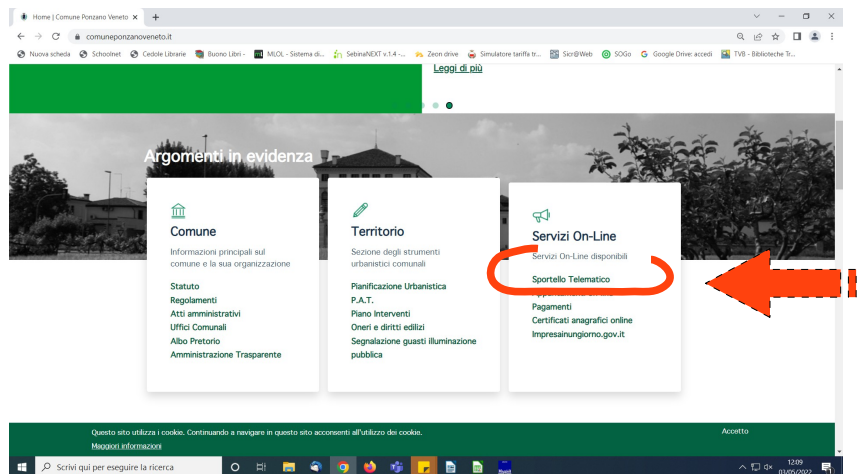 Home | Comune Ponzano Veneto
comuneponzanoveneto.it
Nuova scheda Schoolnet Cedole Librarie Buono Libri - MLOL - Sistema di... SebinaNEXT v.1.4 -... Zeon drive Simulatore tariffa tr... Sicr@Web SOGo Google Drive: accedi TVB - Biblioteche Tr...
Leggi di più
Argomenti in evidenza
Comune
Informazioni principali sul
comune e la sua organizzazione
Statuto
Regolamenti
Atti amministrativi
Uffici Comunali
Albo Pretorio
Amministrazione Trasparente
Territorio
Sezione degli strumenti
urbanistici comunali
Pianificazione Urbanistica
P.A.T.
Piano Interventi
Oneri e diritti edilizi
Segnalazione guasti illuminazione
pubblica
Servizi On-Line
Servizi On-Line disponibili
Sportello Telematico
Pagamenti
Certificati anagrafici online
Impresainungiorno.gov.it
Questo sito utilizza i cookie. Continuando a navigare in questo sito acconsenti all'utilizzo dei cookie.
Maggiori informazioni
Accetto
Scrivi qui per eseguire la ricerca
12:09
03/05/2022